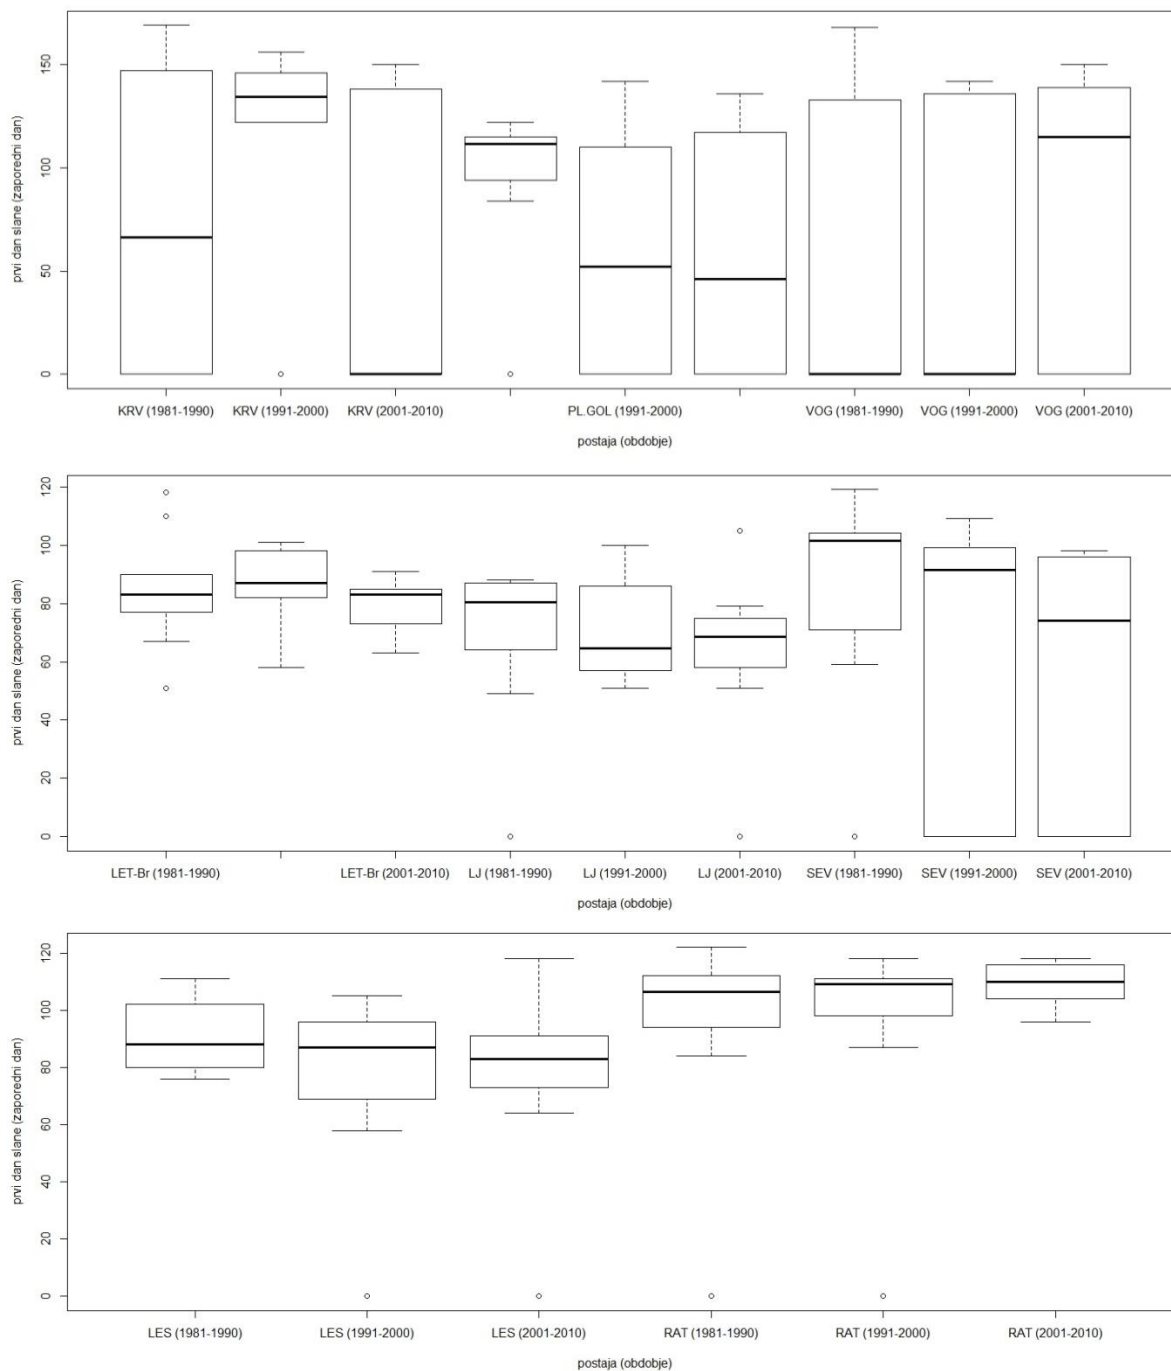 prvi dan slane (zaporedni dan)
150
100
50
0
KRV (1981-1990) KRV (1991-2000) KRV (2001-2010) PL.GOL (1991-2000) VOG (1981-1990) VOG (1991-2000) VOG (2001-2010)
postaja (obdobje)
prvi dan slane (zaporedni dan)
120
100
80
60
40
20
0
LET-Br (1981-1990) LET-Br (2001-2010) LJ (1981-1990) LJ (1991-2000) LJ (2001-2010) SEV (1981-1990) SEV (1991-2000) SEV (2001-2010)
postaja (obdobje)
prvi dan slane (zaporedni dan)
120
100
80
60
40
20
0
LES (1981-1990) LES (1991-2000) LES (2001-2010) RAT (1981-1990) RAT (1991-2000) RAT (2001-2010)
postaja (obdobje)